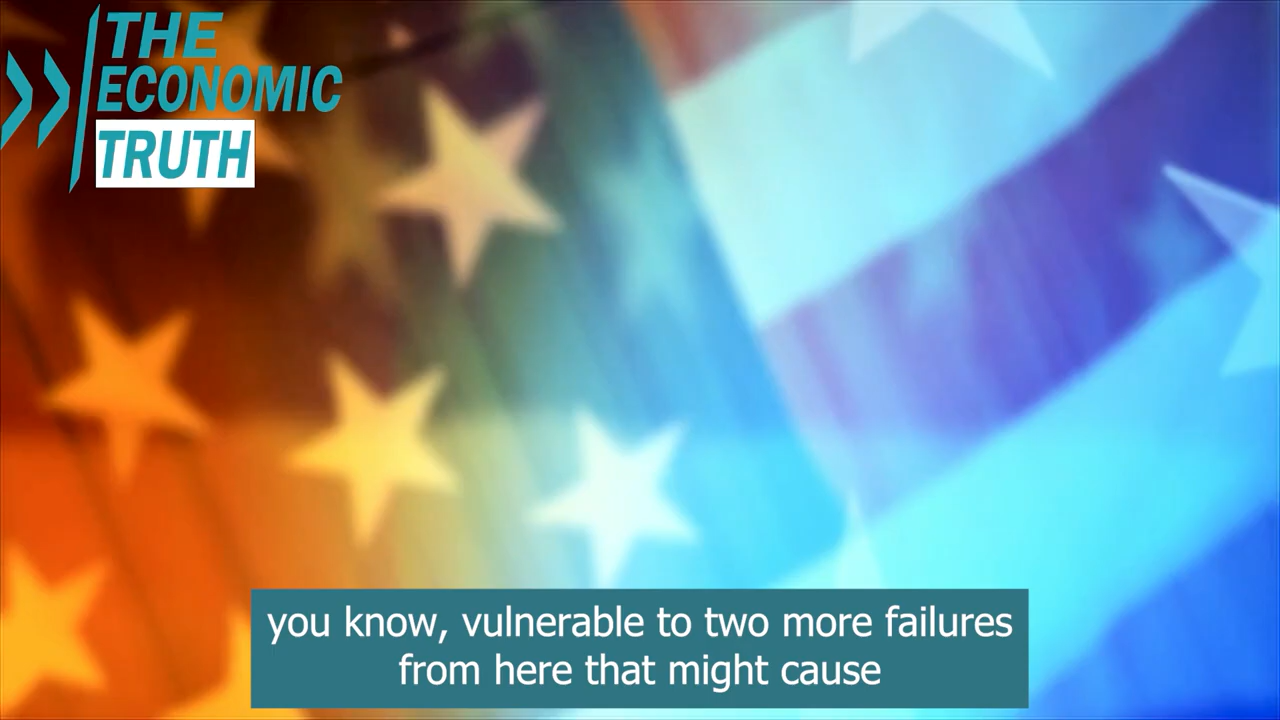 THE
ECONOMIC
TRUTH
you know, vulnerable to two more failures
from here that might cause